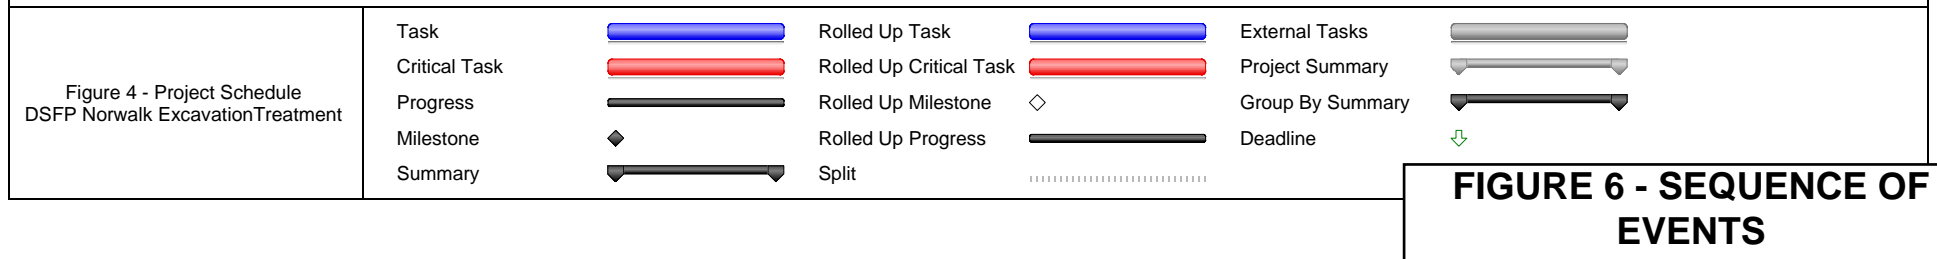 Figure 4 - Project Schedule
DSFP Norwalk ExcavationTreatment
Task
Critical Task
Progress
Milestone
Summary
Rolled Up Task
Rolled Up Critical Task
Rolled Up Milestone
Rolled Up Progress
Split
External Tasks
Project Summary
Group By Summary
Deadline
FIGURE 6 - SEQUENCE OF
EVENTS